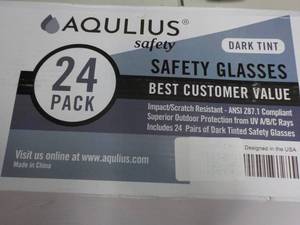 AQULIUS®
safety
DARK TINT
24
PACK
SAFETY GLASSES
BEST CUSTOMER VALUE
Impact/Scratch Resistant - ANSI Z87.1 Compliant
Superior Outdoor Protection from UV A/B/C Rays
Includes 24 Pairs of Dark Tinted Safety Glasses
Visit us online at www.aqulius.com
Made in China
Designed in the USA